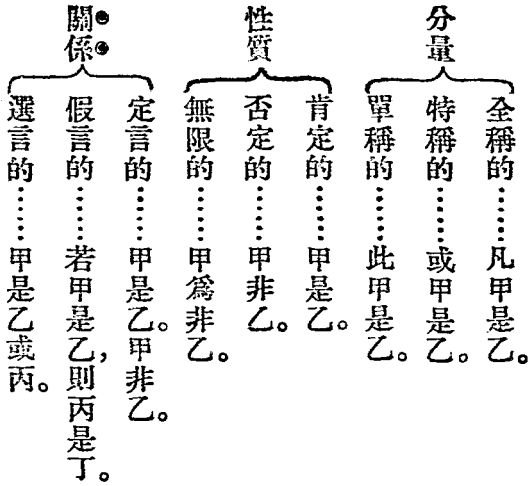 分量
全稱的……凡甲是乙。
特稱的……或甲是乙。
單稱的……此甲是乙。
性質
肯定的……甲是乙。
否定的……甲非乙。
無限的……甲爲非乙。
關係
定言的……甲是乙。甲非乙。
假言的……若甲是乙，則丙是丁。
選言的……甲是乙或丙。